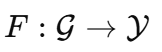 F : 𝒢 → 𝒴